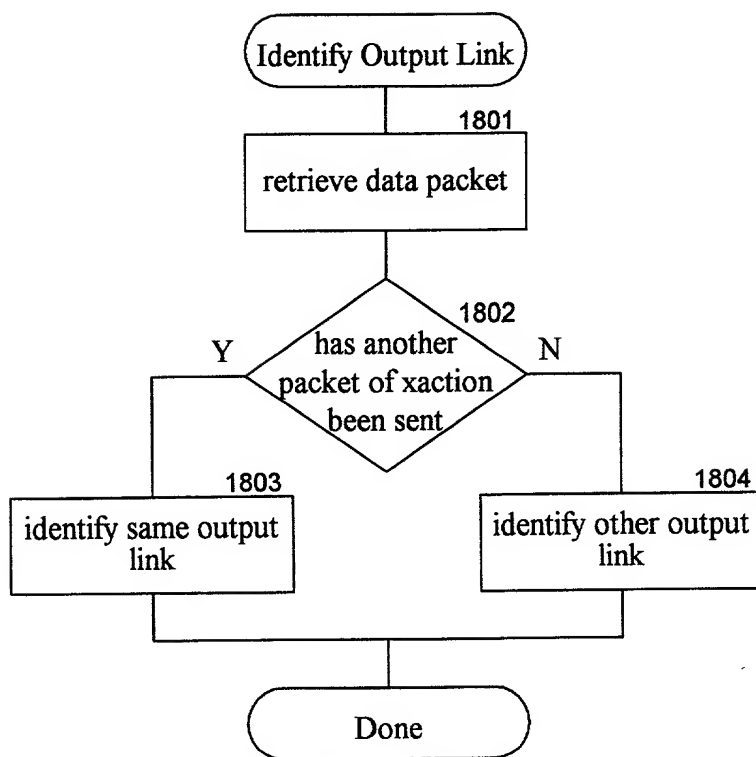 Identify Output Link
1801
retrieve data packet
1802
Y
N
has another
packet of xaction
been sent
1803
identify same output
link
1804
identify other output
link
Done